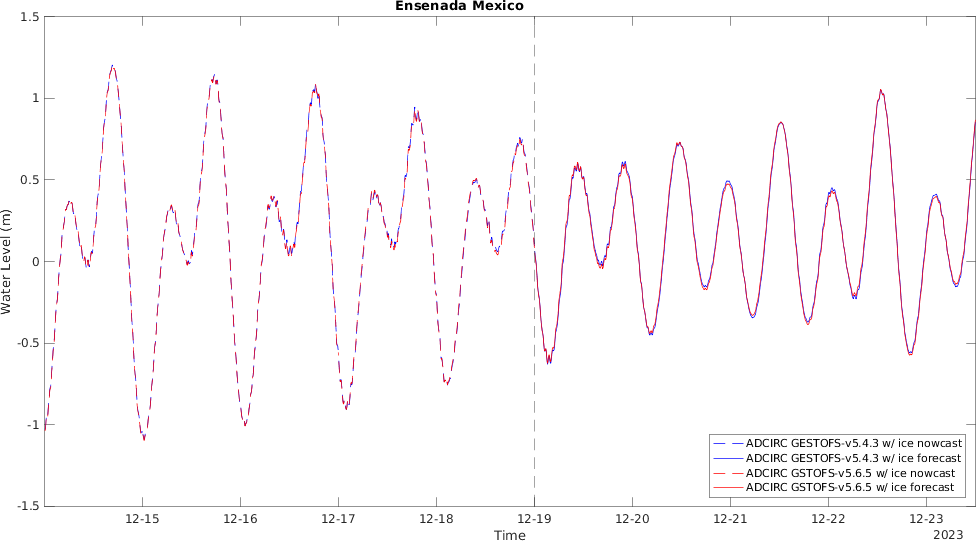 Ensenada Mexico
1.5
1
0.5
0
-0.5
-1
-1.5
Water Level (m)
12-15 12-16 12-17 12-18 12-19 12-20 12-21 12-22 12-23
Time
2023
ADCIRC GESTOFS-v5.4.3 w/ ice nowcast
ADCIRC GESTOFS-v5.4.3 w/ ice forecast
ADCIRC GSTOFS-v5.6.5 w/ ice nowcast
ADCIRC GSTOFS-v5.6.5 w/ ice forecast